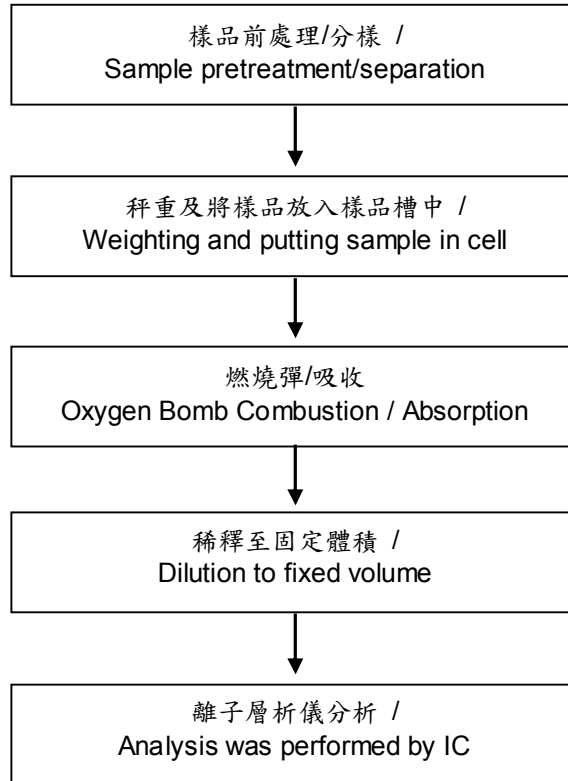 樣品前處理/分樣 /
Sample pretreatment/separation
秤重及將樣品放入樣品槽中 /
Weighting and putting sample in cell
燃燒彈/吸收
Oxygen Bomb Combustion / Absorption
稀釋至固定體積 /
Dilution to fixed volume
離子層析儀分析 /
Analysis was performed by IC